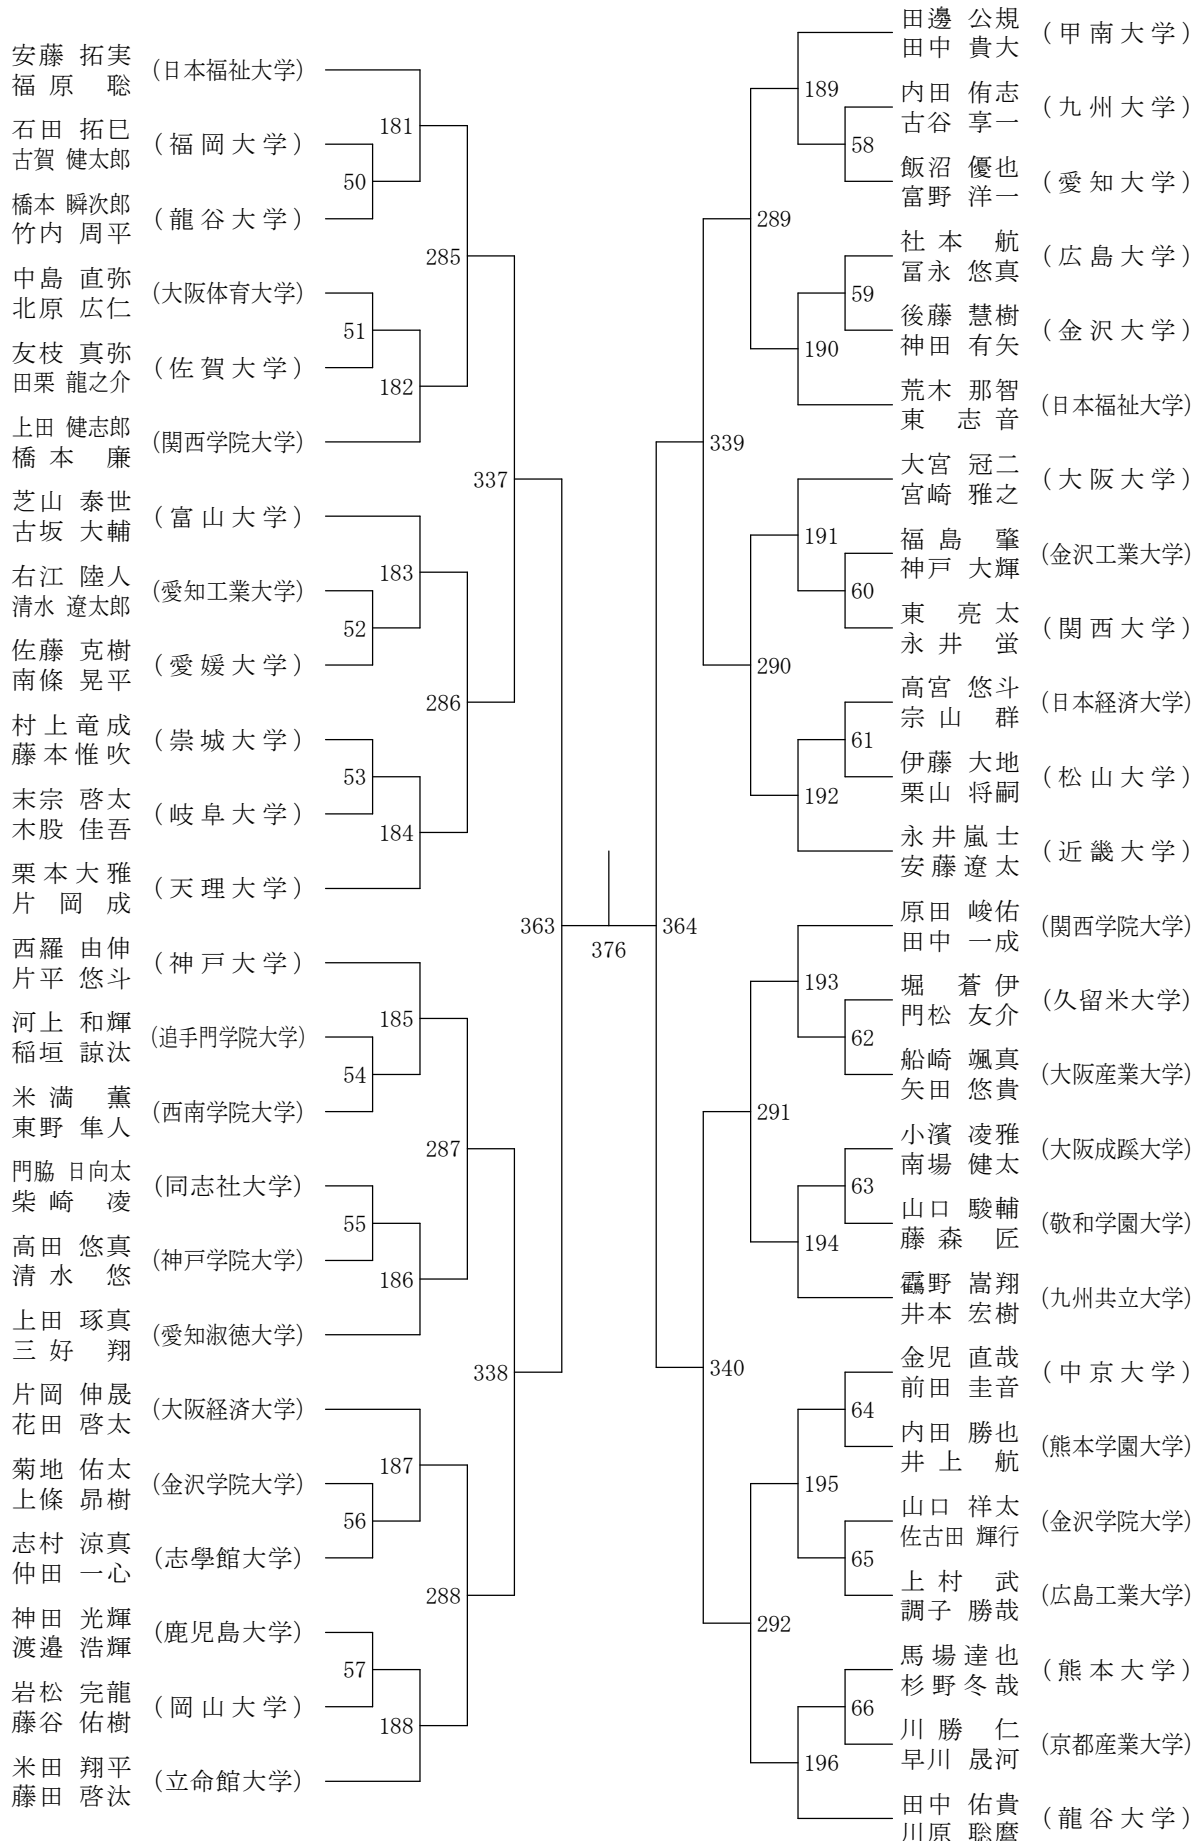 安藤 拓実
福原 聡
(日本福祉大学)
石田 拓巳
古賀 健太郎
(福岡大学)
橋本 瞬次郎
竹内 周平
(龍谷大学)
中島 直弥
北原 広仁
(大阪体育大学)
友枝 真弥
田栗 龍之介
(佐賀大学)
上田 健志郎
橋本 廉
(関西学院大学)
芝山 泰世
古坂 大輔
(富山大学)
右江 陸人
清水 遼太郎
(愛知工業大学)
佐藤 克樹
南條 晃平
(愛媛大学)
村上竜成
藤本惟吹
(崇城大学)
末宗 啓太
木股 佳吾
(岐阜大学)
栗本大雅
片岡成
(天理大学)
西羅 由伸
片平 悠斗
(神戸大学)
河上 和輝
稲垣 諒汰
(追手門学院大学)
米満 薫
東野 隼人
(西南学院大学)
門脇 日向太
柴崎 凌
(同志社大学)
高田 悠真
清水 悠
(神戸学院大学)
上田 琢真
三好 翔
(愛知淑徳大学)
片岡 伸晟
花田 啓太
(大阪経済大学)
菊地 佑太
上條 昴樹
(金沢学院大学)
志村 涼真
仲田 一心
(志學館大学)
神田 光輝
渡邉 浩輝
(鹿児島大学)
岩松 完龍
藤谷 佑樹
(岡山大学)
米田 翔平
藤田 啓汰
(立命館大学)
50
51
52
53
54
55
56
57
181
182
183
184
185
186
187
188
285
286
287
288
337
338
363
376
364
339
340
289
290
291
292
189
190
191
192
193
194
195
196
58
59
60
61
62
63
64
65
66
田邊 公規
田中 貴大
(甲南大学)
内田 侑志
古谷 享一
(九州大学)
飯沼 優也
富野 洋一
(愛知大学)
社本 航
冨永 悠真
(広島大学)
後藤 慧樹
神田 有矢
(金沢大学)
荒木 那智
東 志音
(日本福祉大学)
大宮 冠二
宮崎 雅之
(大阪大学)
福島 肇
神戸 大輝
(金沢工業大学)
東 亮太
永井 蛍
(関西大学)
高宮 悠斗
宗山 群
(日本経済大学)
伊藤 大地
栗山 将嗣
(松山大学)
永井嵐士
安藤遼太
(近畿大学)
原田 峻佑
田中 一成
(関西学院大学)
堀 蒼伊
門松 友介
(久留米大学)
船崎 颯真
矢田 悠貴
(大阪産業大学)
小濱 凌雅
南場 健太
(大阪成蹊大学)
山口 駿輔
藤森 匠
(敬和学園大学)
靍野 嵩翔
井本 宏樹
(九州共立大学)
金児 直哉
前田 圭音
(中京大学)
内田 勝也
井上 航
(熊本学園大学)
山口 祥太
佐古田 輝行
(金沢学院大学)
上村 武
調子 勝哉
(広島工業大学)
馬場達也
杉野冬哉
(熊本大学)
川勝 仁
早川 晟河
(京都産業大学)
田中 佑貴
川原 聡麿
(龍谷大学)